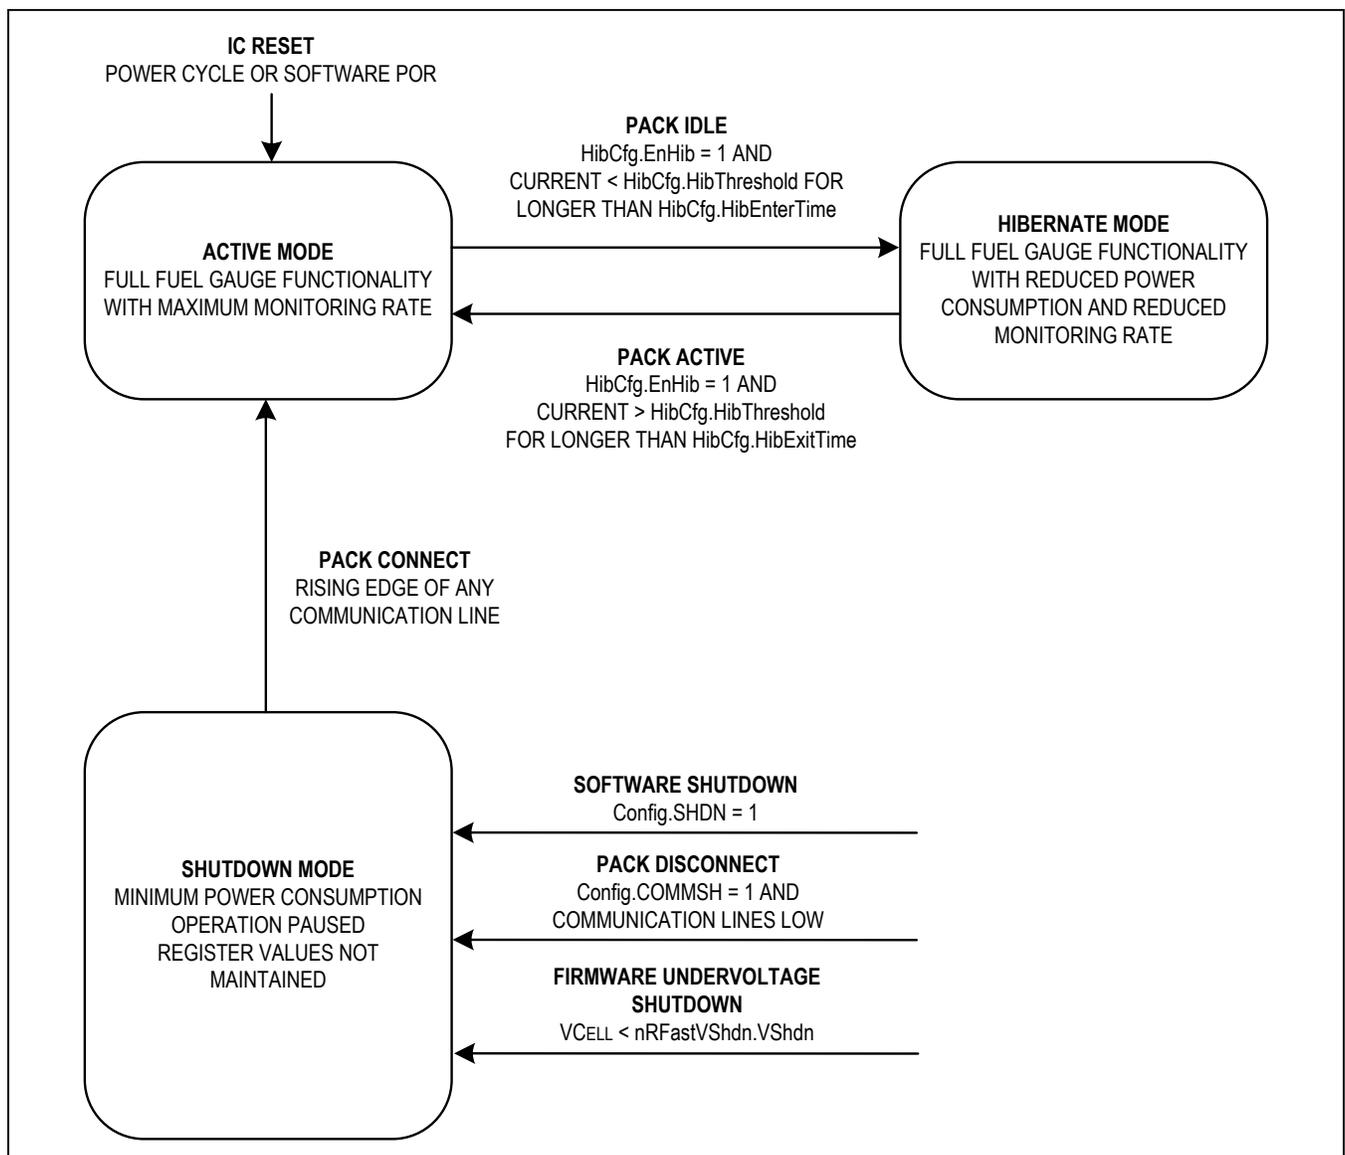 IC RESET
POWER CYCLE OR SOFTWARE POR
PACK IDLE
HibCfg.EnHib = 1 AND
CURRENT < HibCfg.HibThreshold FOR
LONGER THAN HibCfg.HibEnterTime
ACTIVE MODE
FULL FUEL GAUGE FUNCTIONALITY
WITH MAXIMUM MONITORING RATE
HIBERNATE MODE
FULL FUEL GAUGE FUNCTIONALITY
WITH REDUCED POWER
CONSUMPTION AND REDUCED
MONITORING RATE
PACK ACTIVE
HibCfg.EnHib = 1 AND
CURRENT > HibCfg.HibThreshold
FOR LONGER THAN HibCfg.HibExitTime
PACK CONNECT
RISING EDGE OF ANY
COMMUNICATION LINE
SHUTDOWN MODE
MINIMUM POWER CONSUMPTION
OPERATION PAUSED
REGISTER VALUES NOT
MAINTAINED
SOFTWARE SHUTDOWN
Config.SHDN = 1
PACK DISCONNECT
Config.COMMSH = 1 AND
COMMUNICATION LINES LOW
FIRMWARE UNDERVOLTAGE
SHUTDOWN
VCELL < nRFastVShdn.VShdn